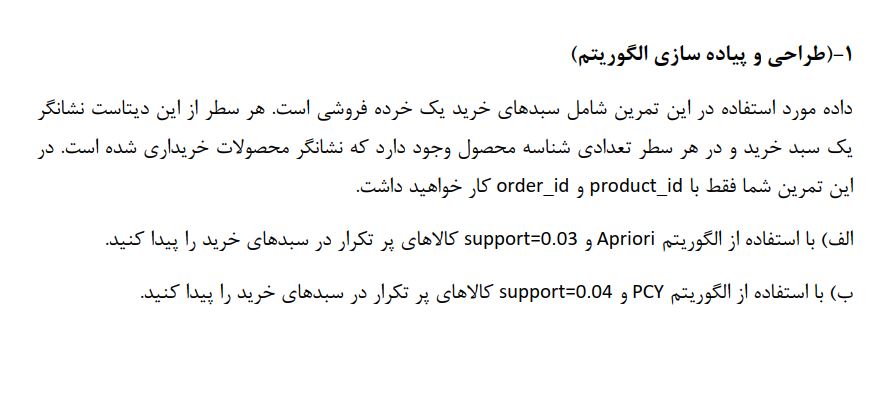 ۱-(طراحی و پیاده سازی الگوریتم)
داده مورد استفاده در این تمرین شامل سبدهای خرید یک خرده فروشی است. هر سطر از این دیتاست نشانگر
یک سبد خرید و در هر سطر تعدادی شناسه محصول وجود دارد که نشانگر محصولات خریداری شده است. در
این تمرین شما فقط با product_id و order_id کار خواهید داشت.
الف) با استفاده از الگوریتم Apriori و support=0.03 کالاهای پر تکرار در سبدهای خرید را پیدا کنید.
ب) با استفاده از الگوریتم PCY و support=0.04 کالاهای پر تکرار در سبدهای خرید را پیدا کنید.